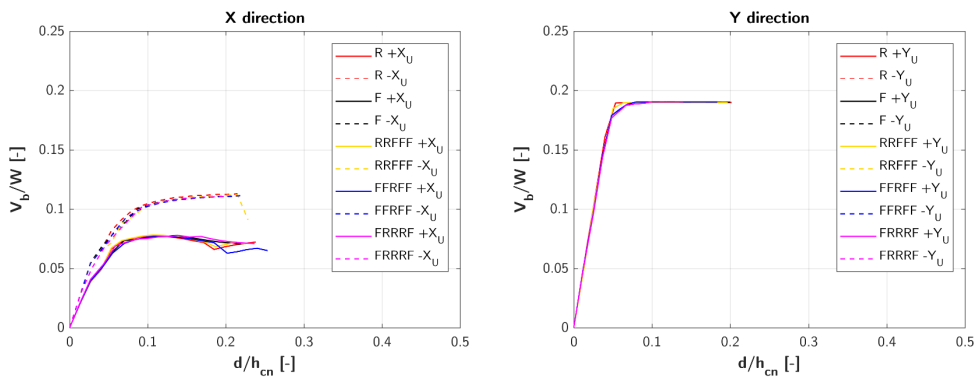 X direction
V_b/W [-]
0.25
0.2
0.15
0.1
0.05
0
0
0.1
0.2
0.3
0.4
0.5
d/h_cn [-]
R +X_U
R -X_U
F +X_U
F -X_U
RRFFF +X_U
RRFFF -X_U
FFRFF +X_U
FFRFF -X_U
FRRRF +X_U
FRRRF -X_U
Y direction
V_b/W [-]
0.25
0.2
0.15
0.1
0.05
0
0
0.1
0.2
0.3
0.4
0.5
d/h_cn [-]
R +Y_U
R -Y_U
F +Y_U
F -Y_U
RRFFF +Y_U
RRFFF -Y_U
FFRFF +Y_U
FFRFF -Y_U
FRRRF +Y_U
FRRRF -Y_U